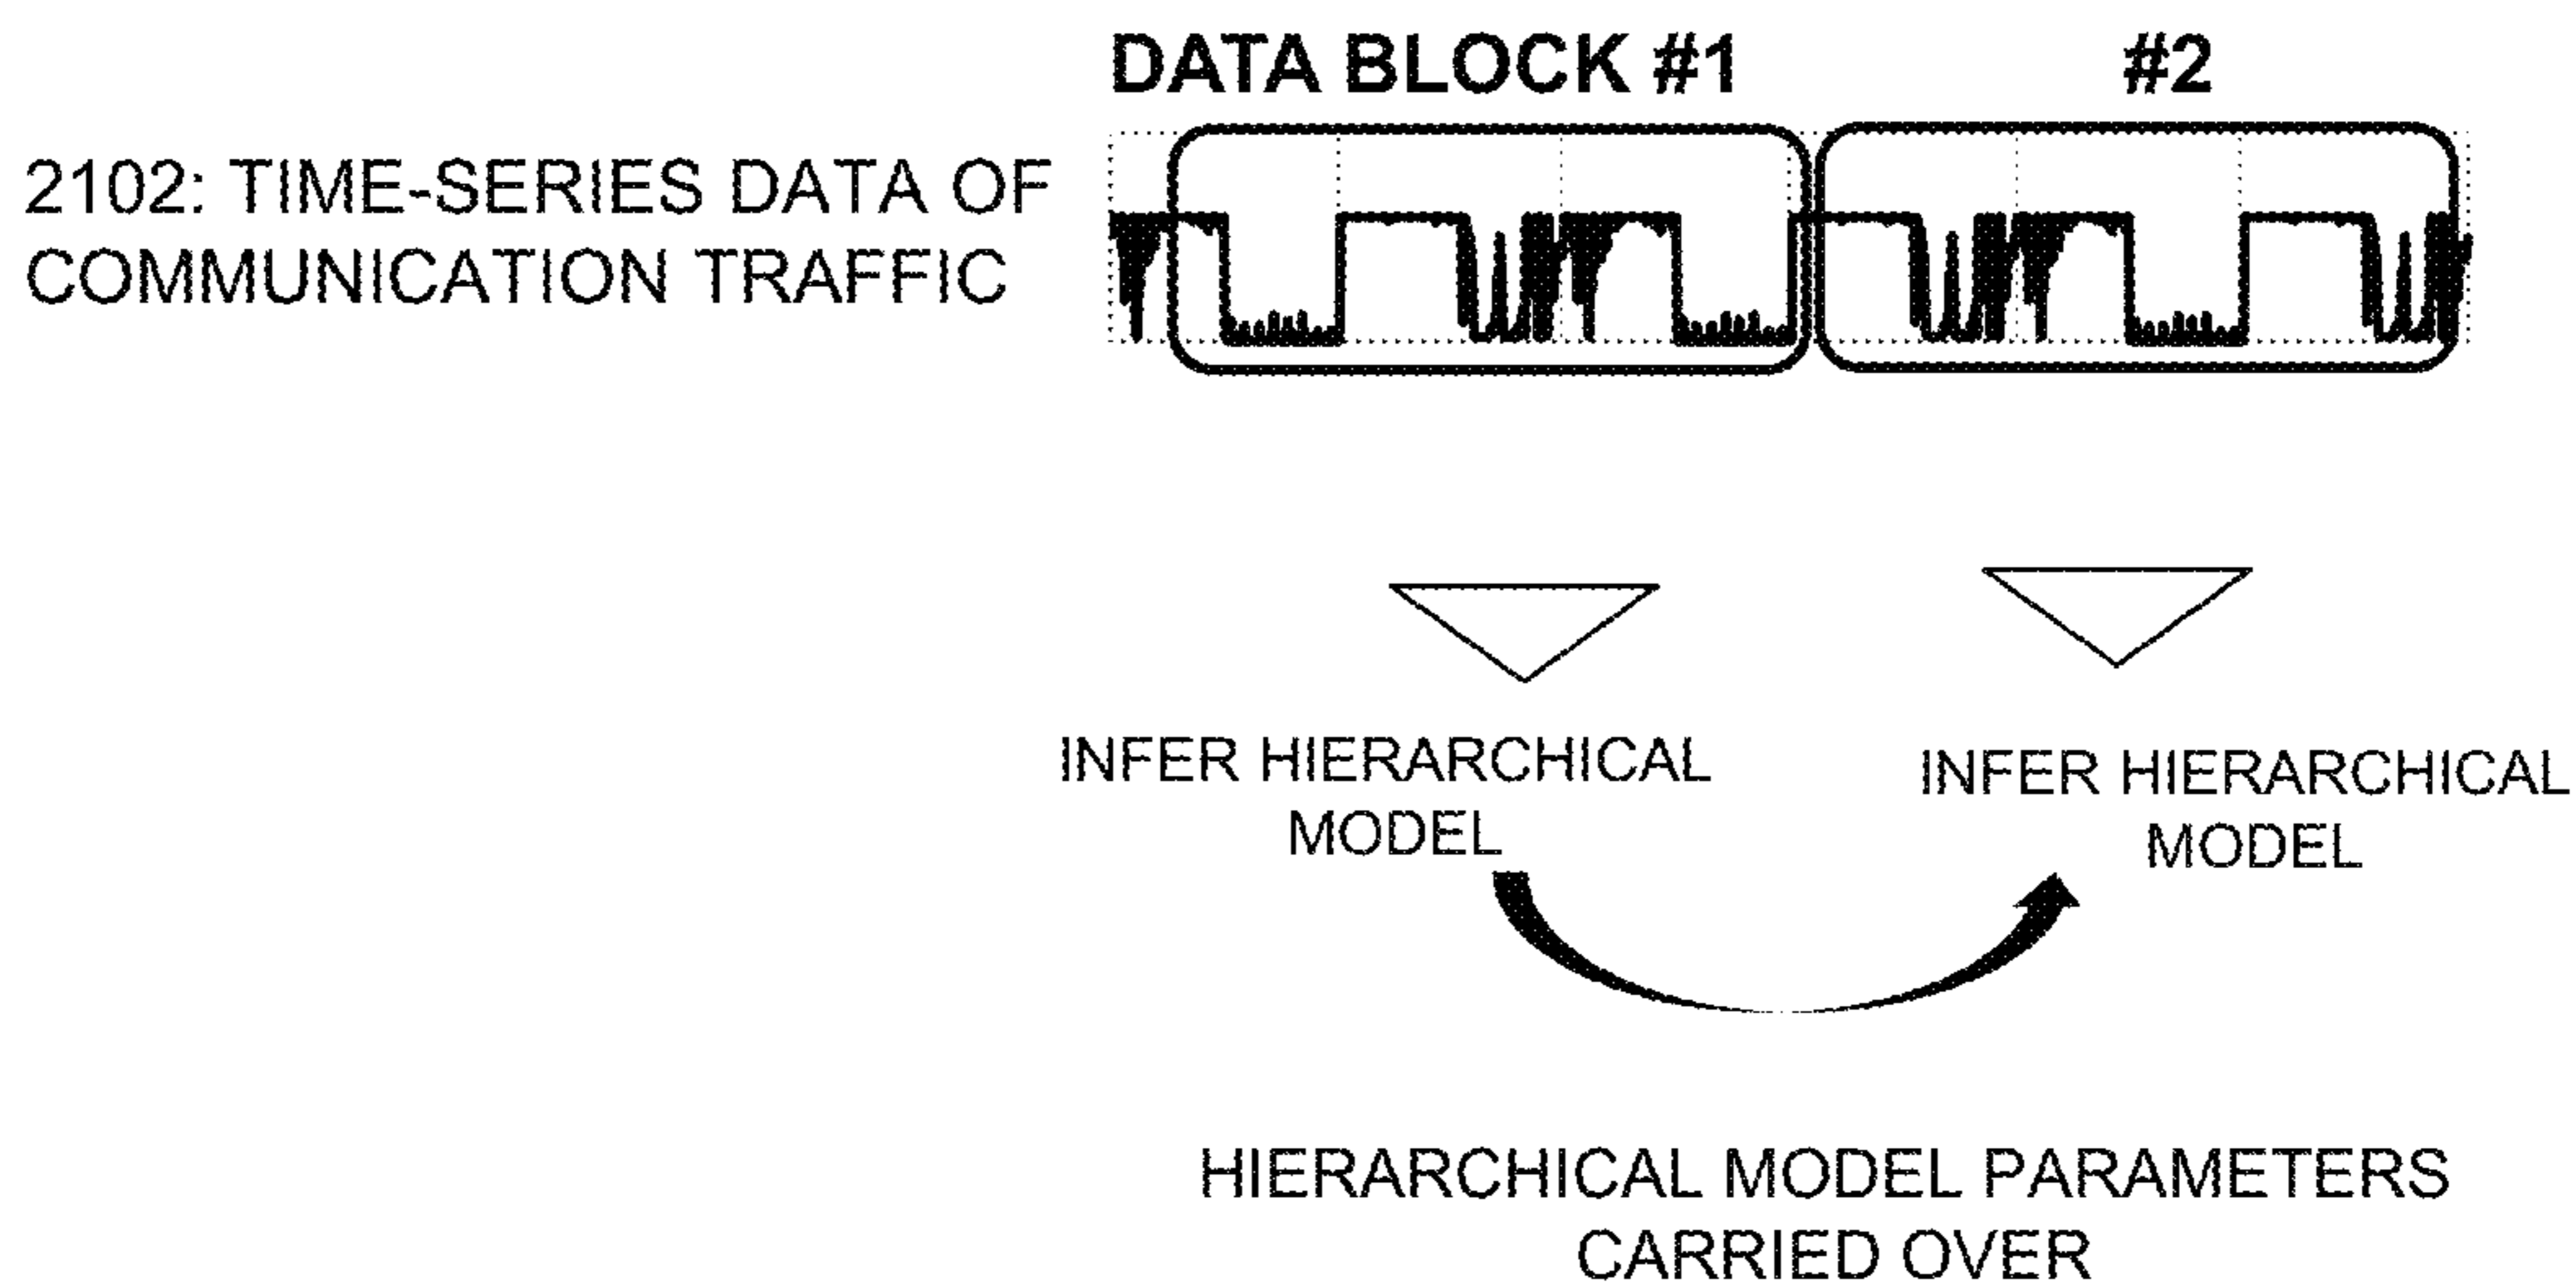 DATA BLOCK #1 #2
2102: TIME-SERIES DATA OF
COMMUNICATION TRAFFIC
INFER HIERARCHICAL
MODEL
INFER HIERARCHICAL
MODEL
HIERARCHICAL MODEL PARAMETERS
CARRIED OVER